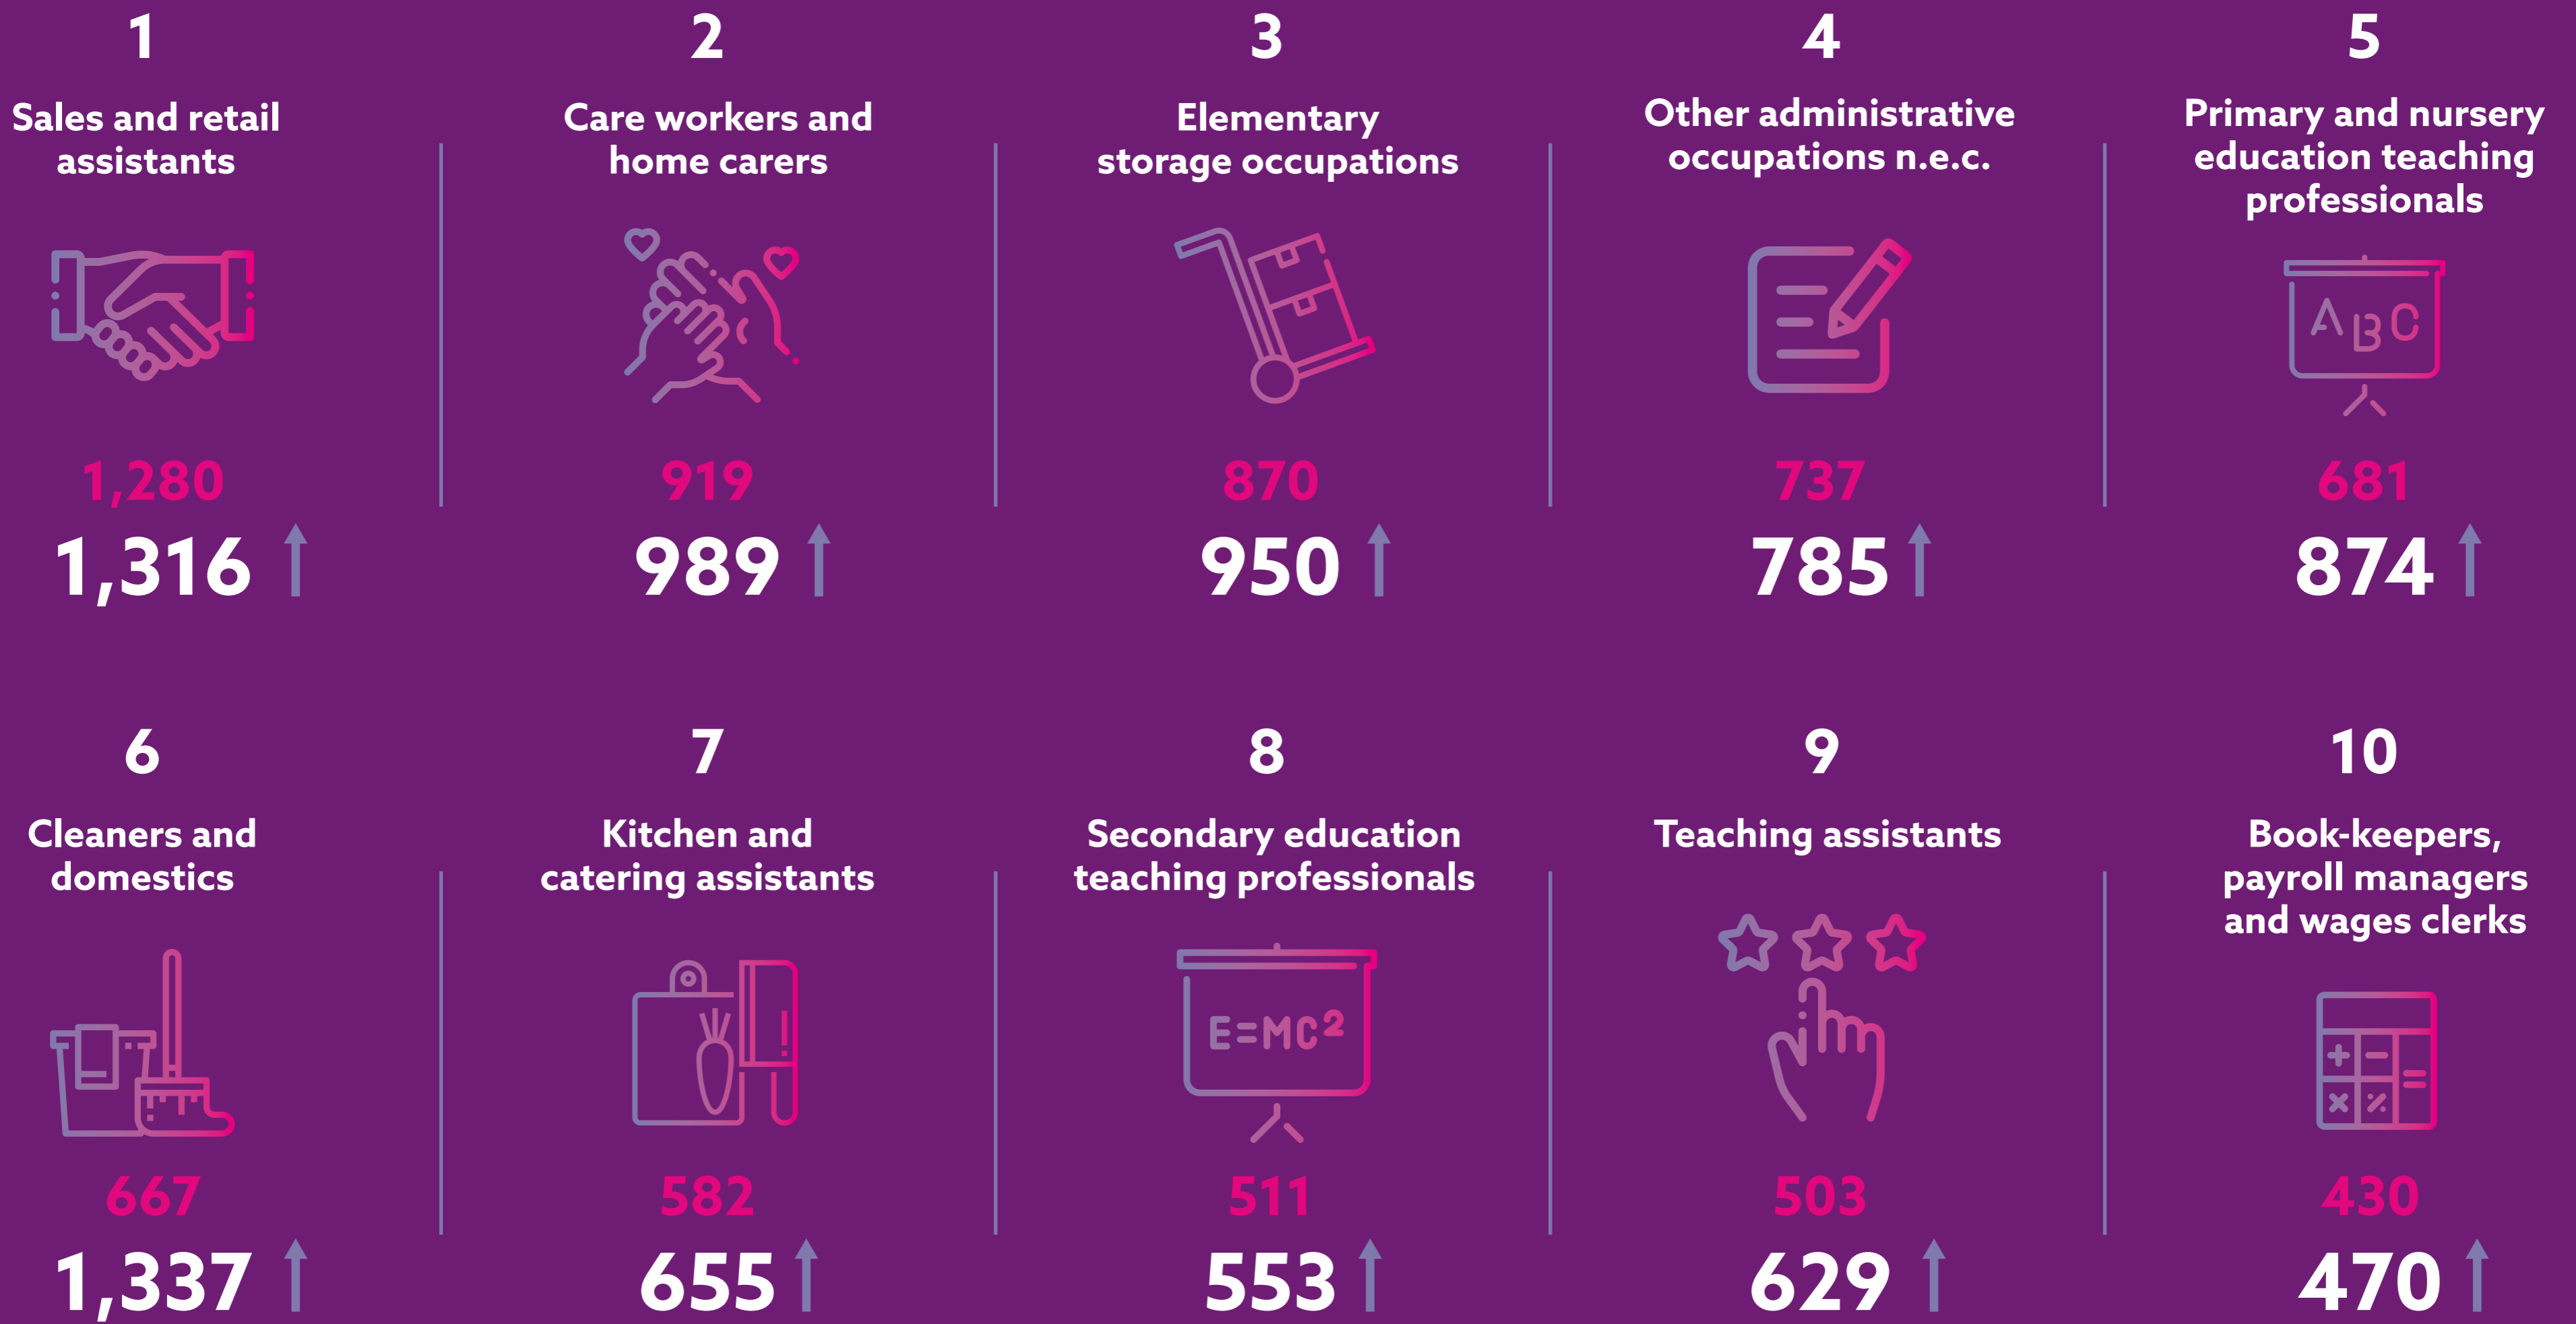 1
Sales and retail
assistants
1,280
1,316
2
Care workers and
home carers
919
989
3
Elementary
storage occupations
870
950
4
Other administrative
occupations n.e.c.
737
785
5
Primary and nursery
education teaching
professionals
A B C
681
874
6
Cleaners and
domestics
667
1,337
7
Kitchen and
catering assistants
582
655
8
Secondary education
teaching professionals
E=MC²
511
553
9
Teaching assistants
503
629
10
Book-keepers,
payroll managers
and wages clerks
+ −
=
× ٪
430
470